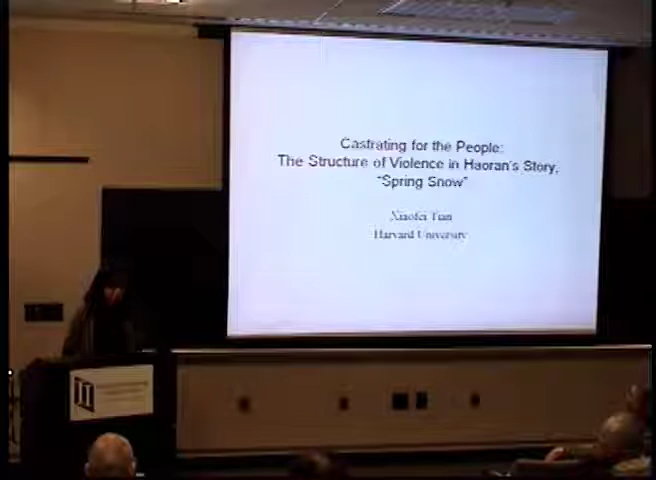 Castrating for the People:
The Structure of Violence in Haoran's Story,
"Spring Snow"
Xiaofei Tian
Harvard University